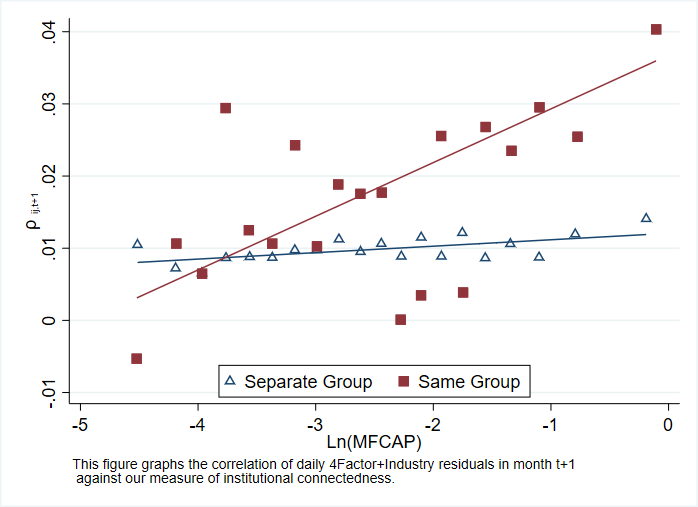 .04
.03
.02
.01
0
-.01
ρ ij,t+1
-5 -4 -3 -2 -1 0
Ln(MFCAP)
Separate Group Same Group
This figure graphs the correlation of daily 4Factor+Industry residuals in month t+1
against our measure of institutional connectedness.